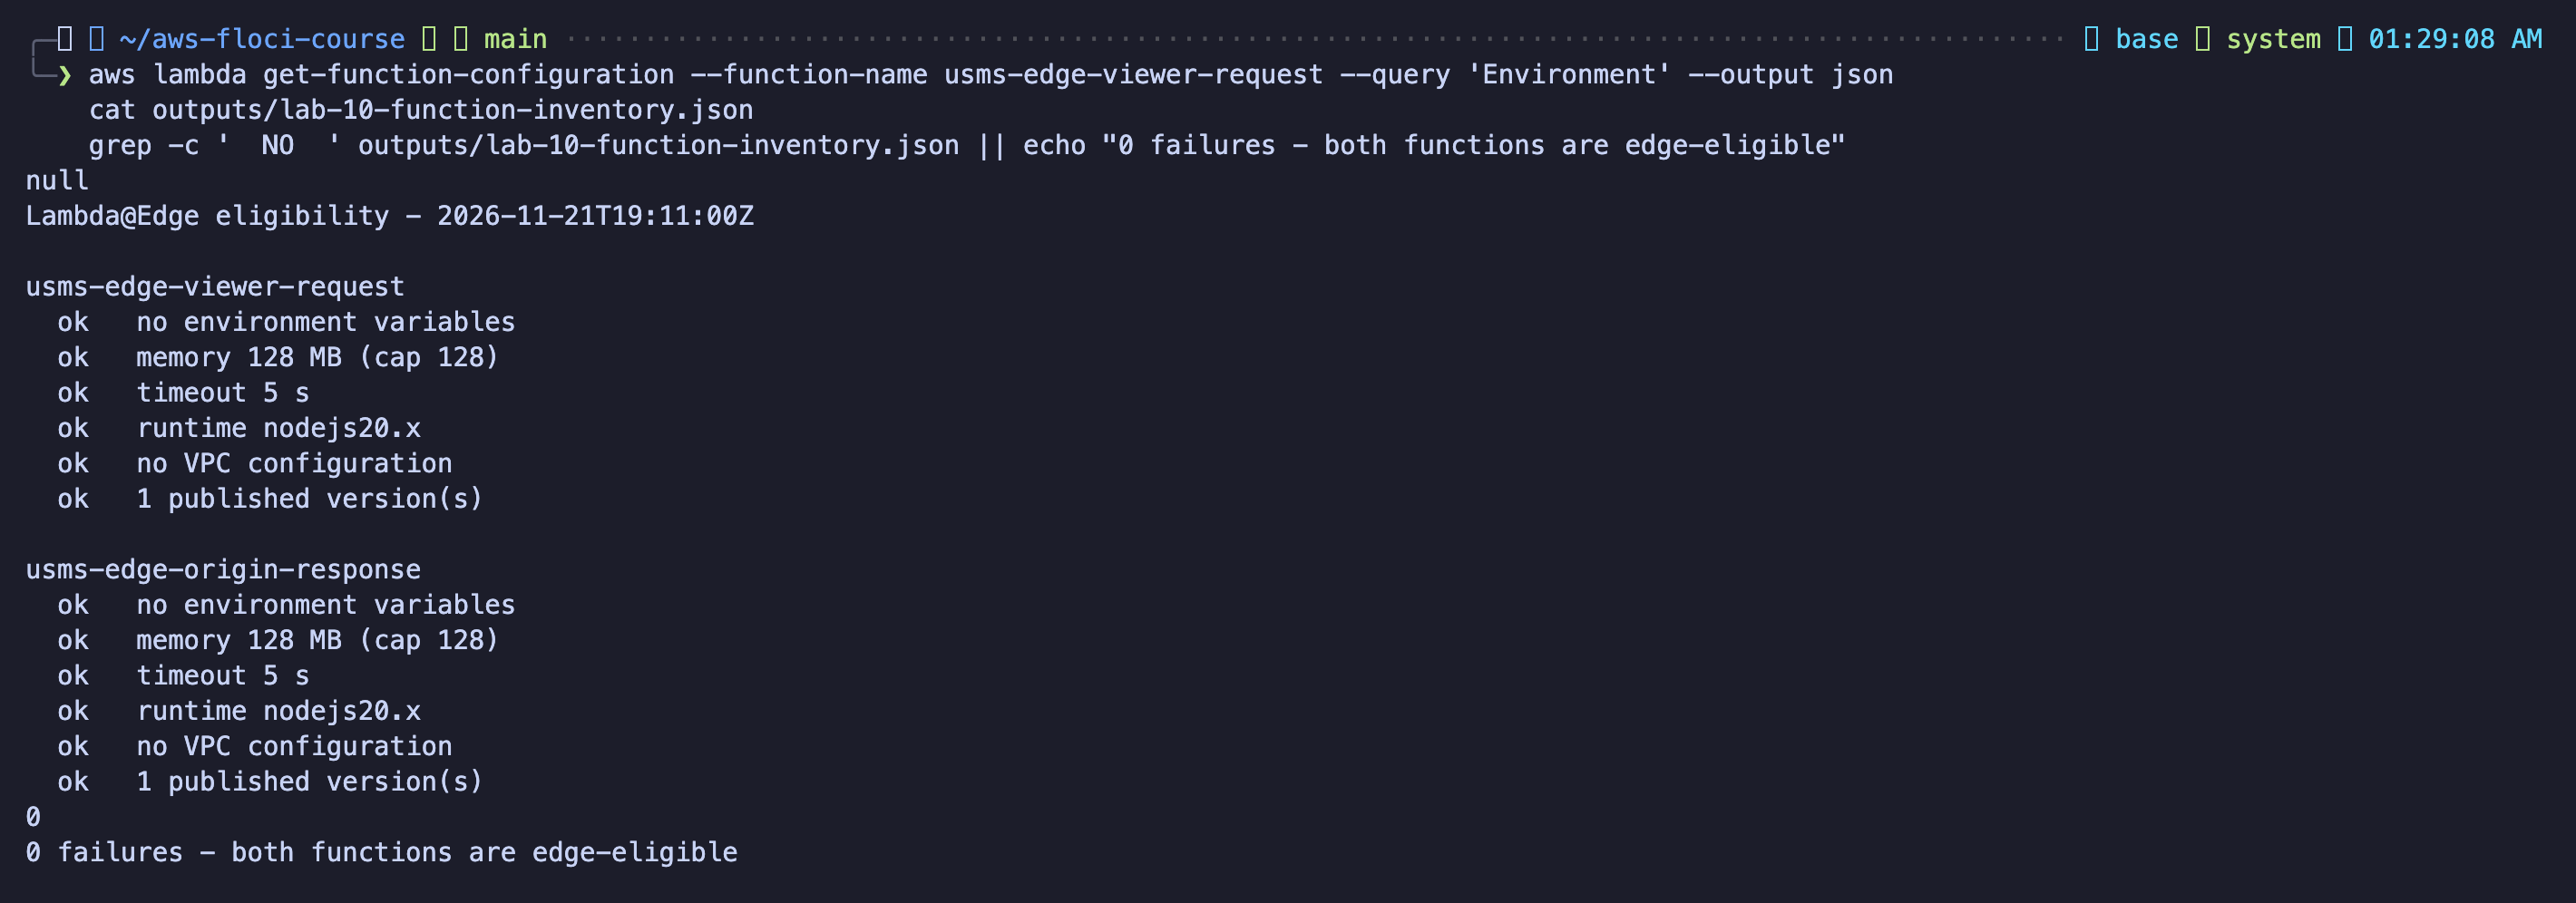 ~/aws-floci-course main base system 01:29:08 AM
❯ aws lambda get-function-configuration --function-name usms-edge-viewer-request --query 'Environment' --output json
cat outputs/lab-10-function-inventory.json
grep -c '  NO  ' outputs/lab-10-function-inventory.json || echo "0 failures - both functions are edge-eligible"
null
Lambda@Edge eligibility - 2026-11-21T19:11:00Z

usms-edge-viewer-request
  ok   no environment variables
  ok   memory 128 MB (cap 128)
  ok   timeout 5 s
  ok   runtime nodejs20.x
  ok   no VPC configuration
  ok   1 published version(s)

usms-edge-origin-response
  ok   no environment variables
  ok   memory 128 MB (cap 128)
  ok   timeout 5 s
  ok   runtime nodejs20.x
  ok   no VPC configuration
  ok   1 published version(s)
0
0 failures - both functions are edge-eligible